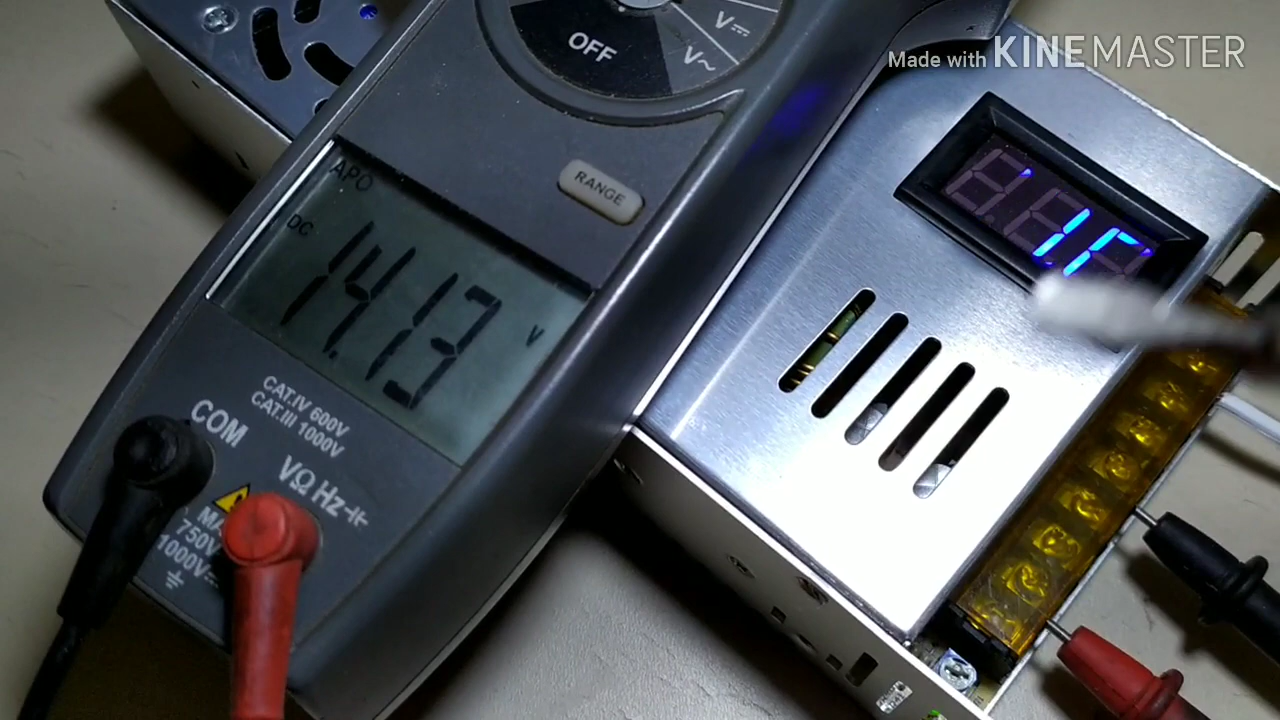 Made with KINEMASTER
OFF
V⎓
V~
RANGE
APO
DC
14.13
V
CAT.IV 600V
CAT.III 1000V
COM
VΩHz⊣⊢
750V
1000V⎓